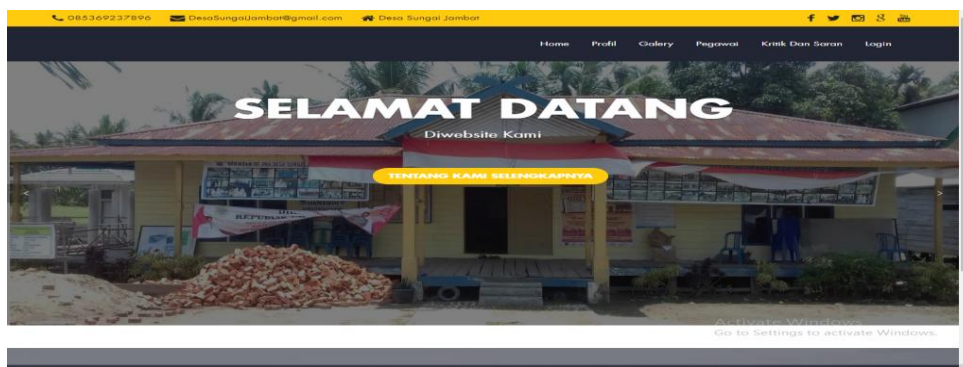 085369237896 DesaSungaiJambat@gmail.com Desa Sungai Jambat
Home Profil Galery Pegawai Kritik Dan Saran Login
SELAMAT DATANG
Diwebsite Kami
TENTANG KAMI SELENGKAPNYA
< >
Activate Windows
Go to Settings to activate Windows.